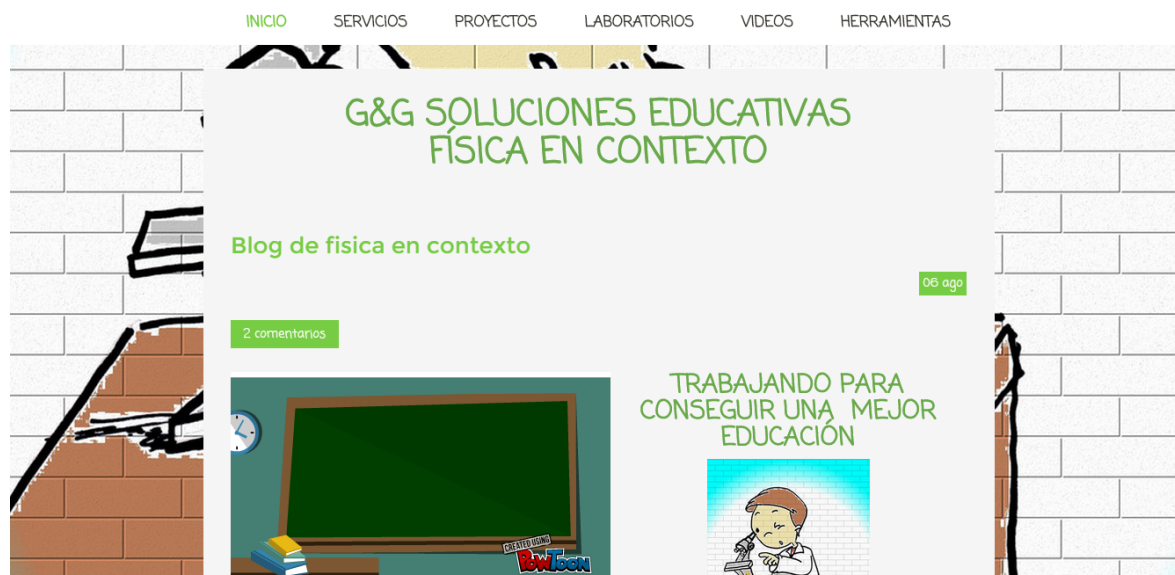 INICIO SERVICIOS PROYECTOS LABORATORIOS VIDEOS HERRAMIENTAS
G&G SOLUCIONES EDUCATIVAS
FÍSICA EN CONTEXTO
Blog de fisica en contexto
06 ago
2 comentarios
TRABAJANDO PARA
CONSEGUIR UNA MEJOR
EDUCACIÓN
CREATED USING
POWTOON